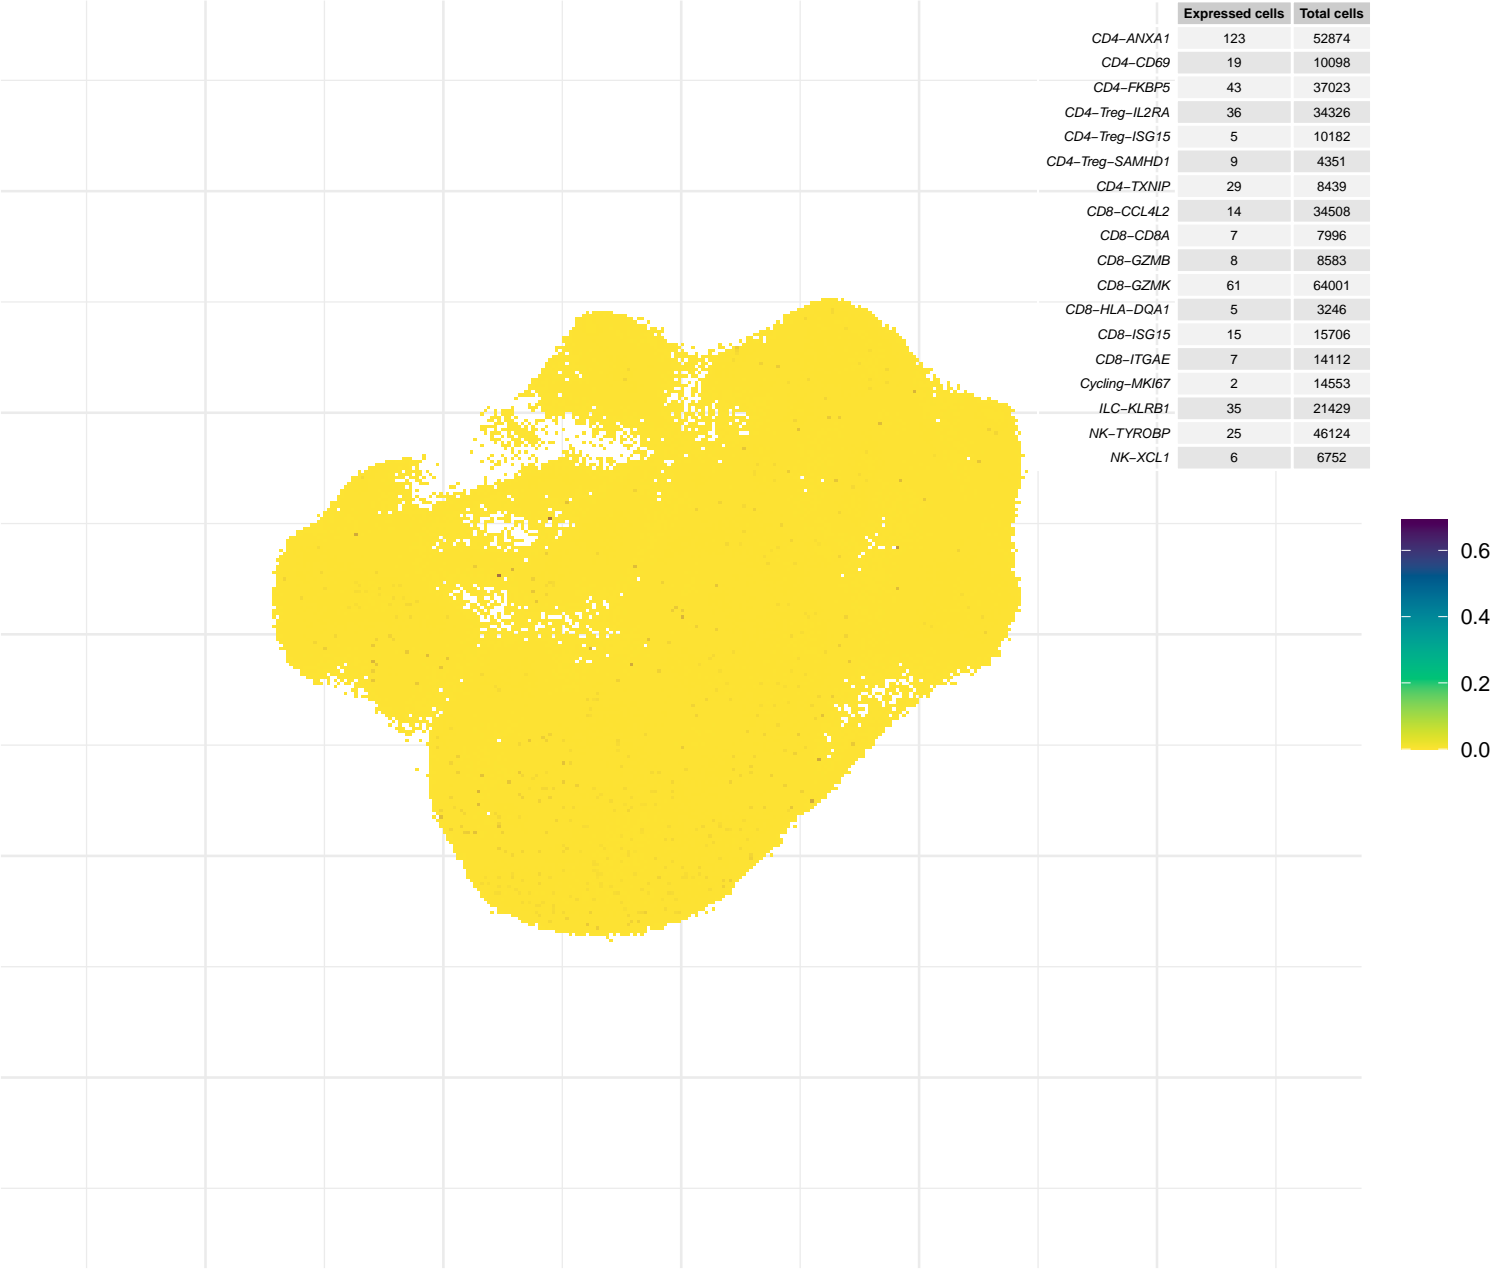 Expressed cells Total cells
CD4−ANXA1 123 52874
CD4−CD69 19 10098
CD4−FKBP5 43 37023
CD4−Treg−IL2RA 36 34326
CD4−Treg−ISG15 5 10182
CD4−Treg−SAMHD1 9 4351
CD4−TXNIP 29 8439
CD8−CCL4L2 14 34508
CD8−CD8A 7 7996
CD8−GZMB 8 8583
CD8−GZMK 61 64001
CD8−HLA−DQA1 5 3246
CD8−ISG15 15 15706
CD8−ITGAE 7 14112
Cycling−MKI67 2 14553
ILC−KLRB1 35 21429
NK−TYROBP 25 46124
NK−XCL1 6 6752
0.6
0.4
0.2
0.0